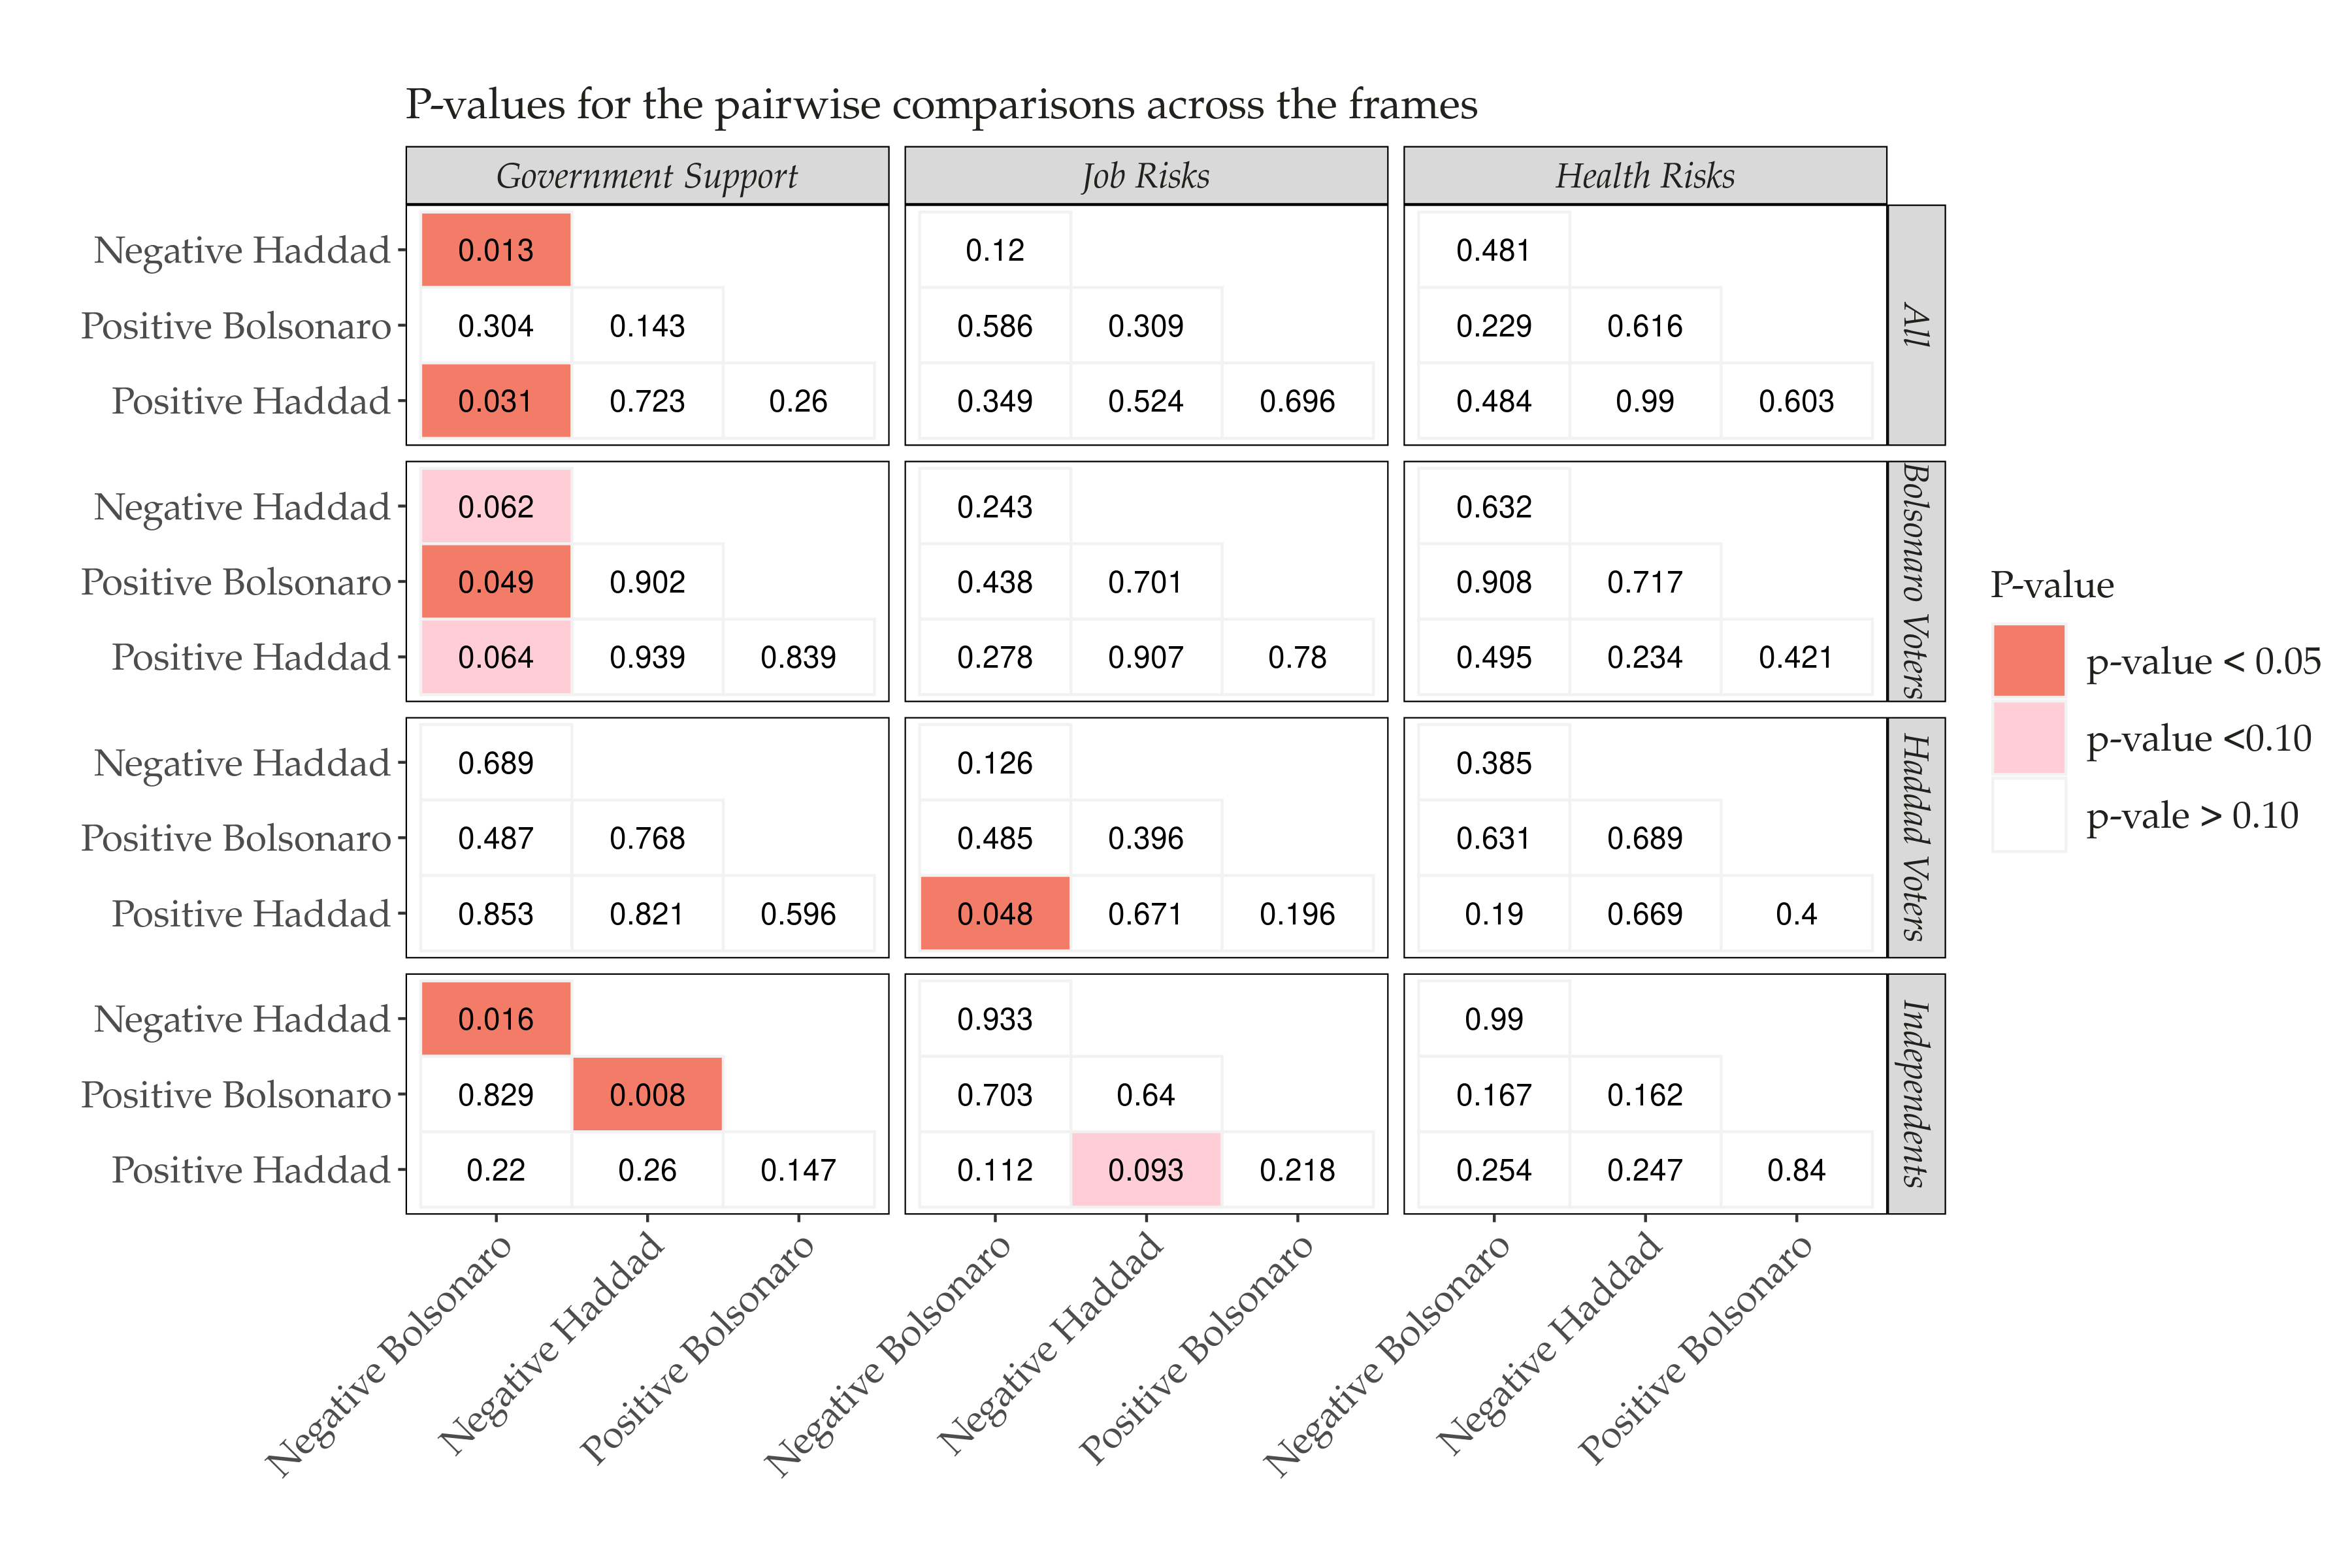 P-values for the pairwise comparisons across the frames
Government Support Job Risks Health Risks
All
Negative Haddad 0.013 0.12 0.481
Positive Bolsonaro 0.304 0.143 0.586 0.309 0.229 0.616
Positive Haddad 0.031 0.723 0.26 0.349 0.524 0.696 0.484 0.99 0.603
Bolsonaro Voters
Negative Haddad 0.062 0.243 0.632
Positive Bolsonaro 0.049 0.902 0.438 0.701 0.908 0.717
Positive Haddad 0.064 0.939 0.839 0.278 0.907 0.78 0.495 0.234 0.421
Haddad Voters
Negative Haddad 0.689 0.126 0.385
Positive Bolsonaro 0.487 0.768 0.485 0.396 0.631 0.689
Positive Haddad 0.853 0.821 0.596 0.048 0.671 0.196 0.19 0.669 0.4
Independents
Negative Haddad 0.016 0.933 0.99
Positive Bolsonaro 0.829 0.008 0.703 0.64 0.167 0.162
Positive Haddad 0.22 0.26 0.147 0.112 0.093 0.218 0.254 0.247 0.84
Negative Bolsonaro
Negative Haddad
Positive Bolsonaro
Negative Bolsonaro
Negative Haddad
Positive Bolsonaro
Negative Bolsonaro
Negative Haddad
Positive Bolsonaro
P-value
p-value < 0.05
p-value <0.10
p-vale > 0.10